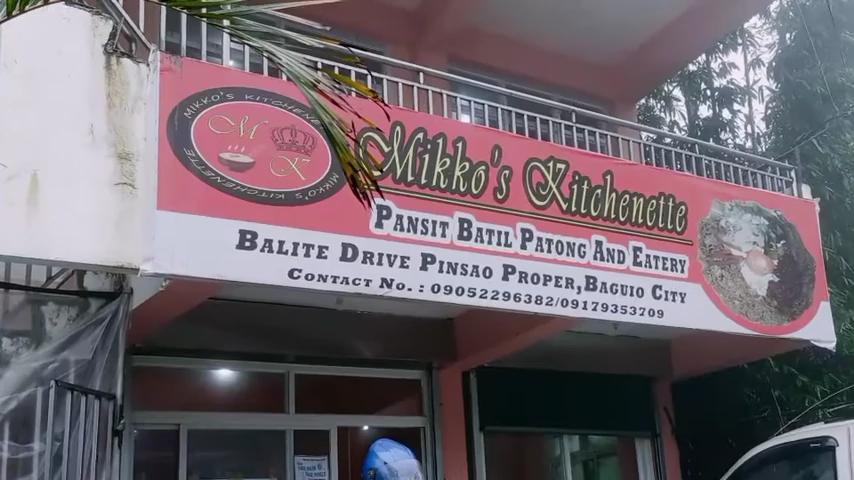 MIKKO'S KITCHENETTE
M
K
MIKKO'S KITCHENETTE
Mikko's Kitchenette
PANSIT BATIL PATONG AND EATERY
BALITE DRIVE PINSAO PROPER, BAGUIO CITY
CONTACT NO.: 09052296382/09179353709